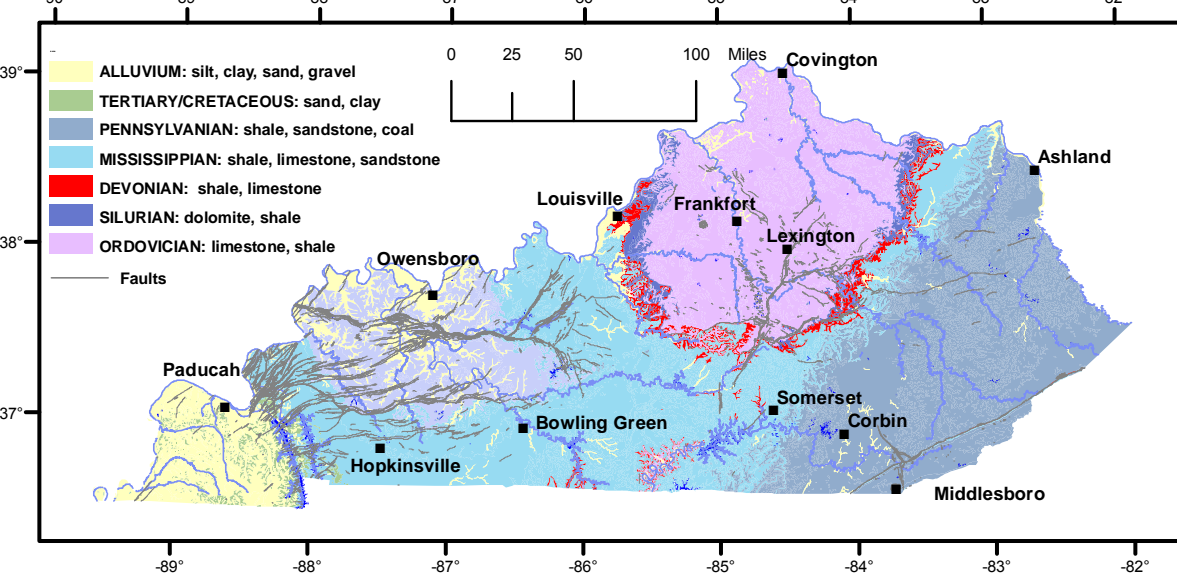 0 25 50 100 Miles
39°
38°
37°
ALLUVIUM: silt, clay, sand, gravel
TERTIARY/CRETACEOUS: sand, clay
PENNSYLVANIAN: shale, sandstone, coal
MISSISSIPPIAN: shale, limestone, sandstone
DEVONIAN: shale, limestone
SILURIAN: dolomite, shale
ORDOVICIAN: limestone, shale
Faults
Covington
Ashland
Louisville
Frankfort
Lexington
Owensboro
Paducah
Somerset
Bowling Green
Corbin
Hopkinsville
Middlesboro
-89° -88° -87° -86° -85° -84° -83° -82°